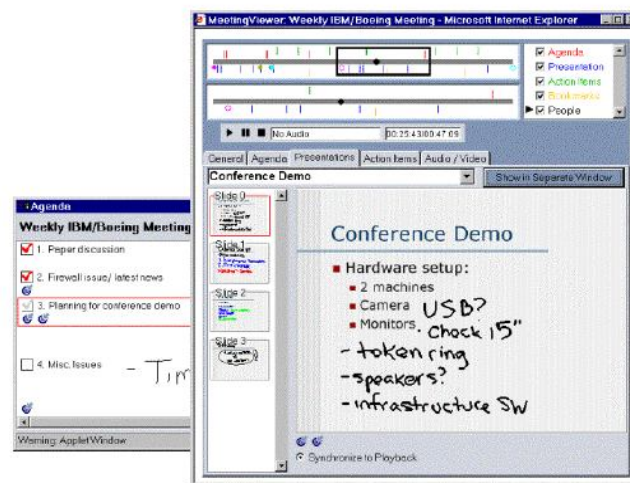 MeetingViewer: Weekly IBM/Boeing Meeting - Microsoft Internet Explorer
Agenda
Presentation
Action Items
Bookmarks
People
No Audio
00:25:43/00:47:09
General
Agenda
Presentations
Action Items
Audio / Video
Conference Demo
Show in Separate Window
Slide 0
Slide 1
Slide 2
Slide 3
Conference Demo
Hardware setup:
2 machines
Camera USB?
Monitors. Check 15"
- token ring
- speakers?
- infrastructure SW
Synchronize to Playback
Agenda
Weekly IBM/Boeing Meeting
1. Paper discussion
2. Firewall issue/ latest news
3. Planning for conference demo
4. Misc. Issues - Tim
Warning: Applet Window